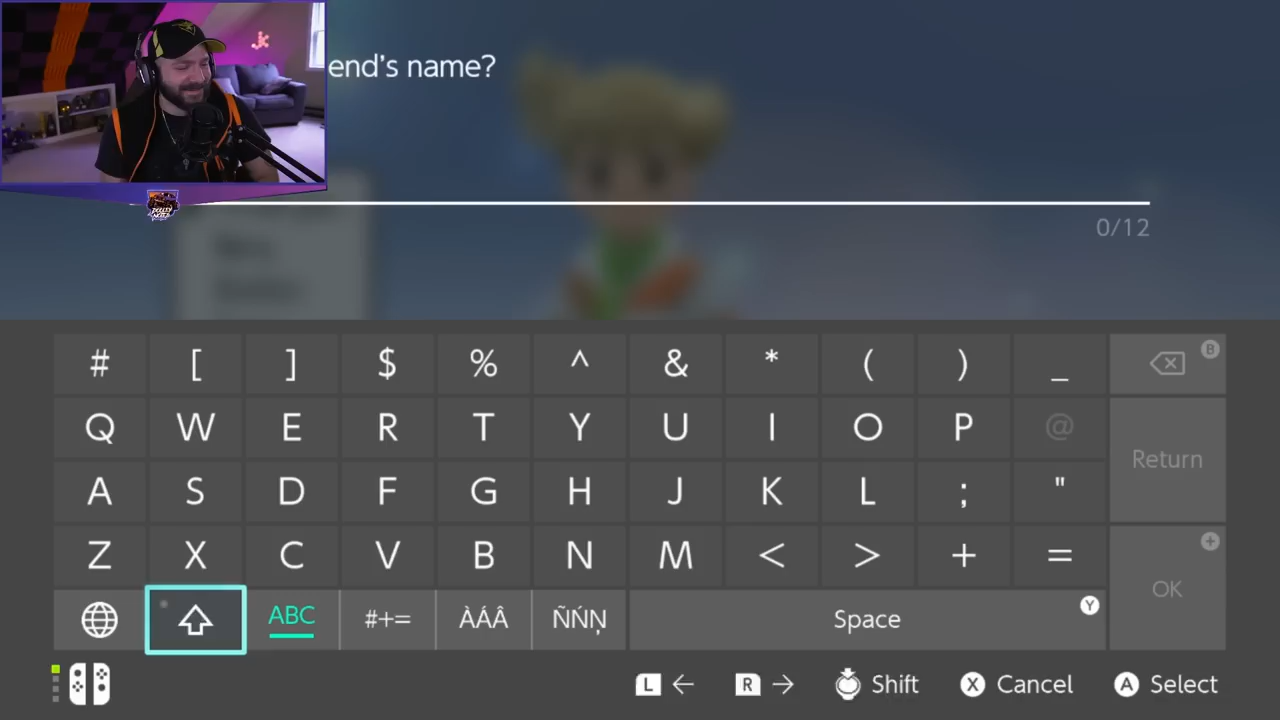 end's name?
0/12
# [ ] $ % ^ & * ( ) _ B
Q W E R T Y U I O P @ Return
A S D F G H J K L ; "
Z X C V B N M < > + = OK +
ABC #+= ÀÁÂ ÑŃŅ Space Y
L ← R → Shift X Cancel A Select